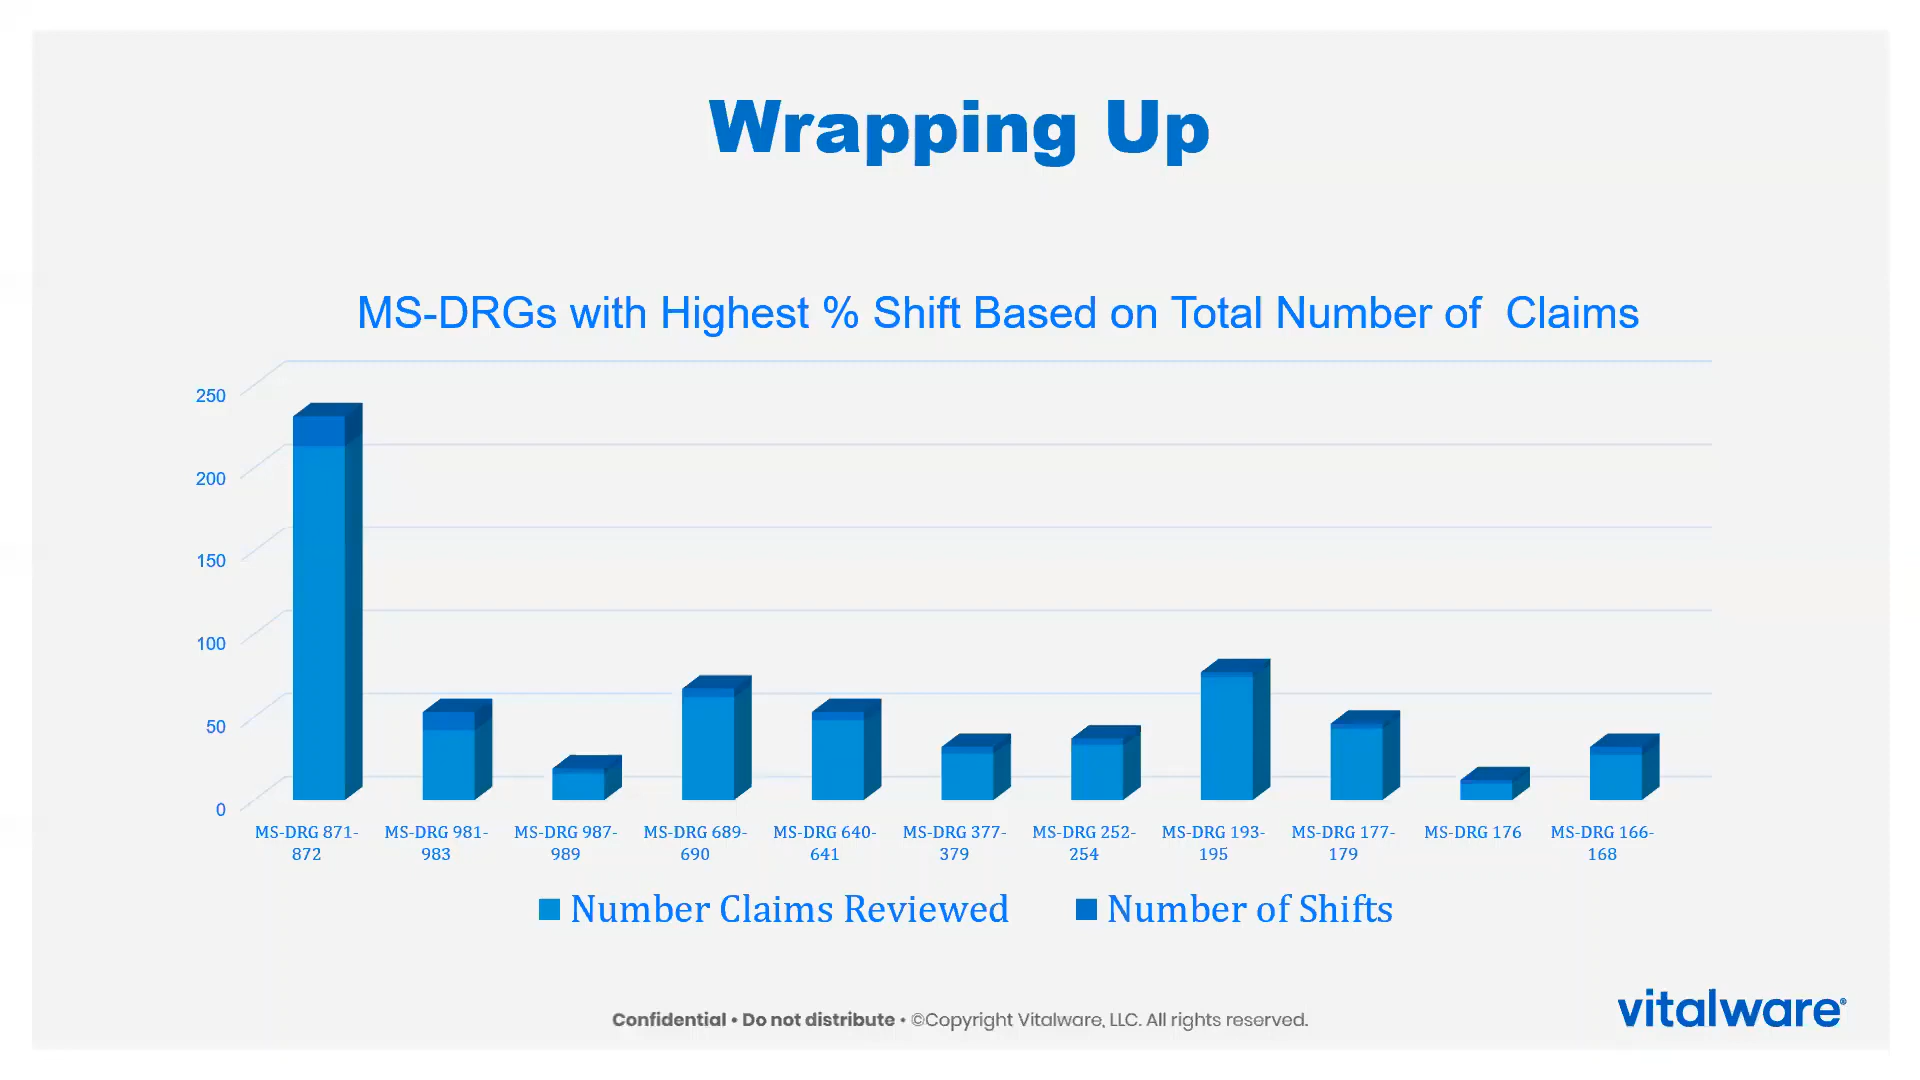 Wrapping Up
MS-DRGs with Highest % Shift Based on Total Number of Claims
250
200
150
100
50
0
MS-DRG 871-
872
MS-DRG 981-
983
MS-DRG 987-
989
MS-DRG 689-
690
MS-DRG 640-
641
MS-DRG 377-
379
MS-DRG 252-
254
MS-DRG 193-
195
MS-DRG 177-
179
MS-DRG 176
MS-DRG 166-
168
Number Claims Reviewed
Number of Shifts
Confidential • Do not distribute • ©Copyright Vitalware, LLC. All rights reserved.
vitalware®